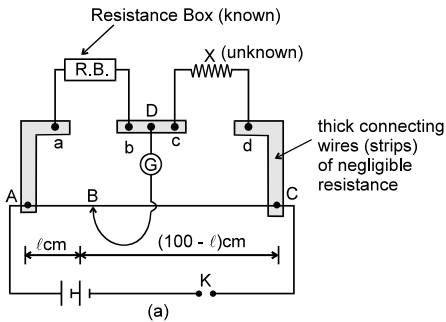 Resistance Box (known)
R.B.
X (unknown)
D
a
b
c
d
G
thick connecting
wires (strips)
of negligible
resistance
A
B
C
ℓcm
(100 - ℓ)cm
K
(a)